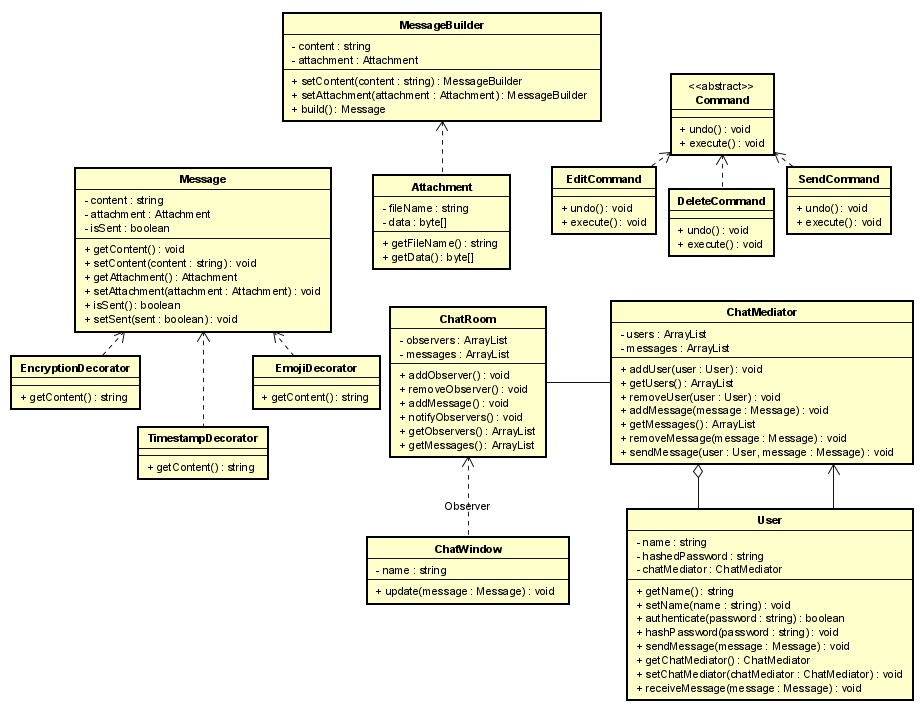 MessageBuilder
- content : string
- attachment : Attachment
+ setContent(content : string) : MessageBuilder
+ setAttachment(attachment : Attachment) : MessageBuilder
+ build() : Message
<<abstract>>
Command
+ undo() : void
+ execute() : void
Message
- content : string
- attachment : Attachment
- isSent : boolean
+ getContent() : void
+ setContent(content : string) : void
+ getAttachment() : Attachment
+ setAttachment(attachment : Attachment) : void
+ isSent() : boolean
+ setSent(sent : boolean) : void
Attachment
- fileName : string
- data : byte[]
+ getFileName() : string
+ getData() : byte[]
EditCommand
+ undo() : void
+ execute() : void
DeleteCommand
+ undo() : void
+ execute() : void
SendCommand
+ undo() : void
+ execute() : void
ChatRoom
- observers : ArrayList
- messages : ArrayList
+ addObserver() : void
+ removeObserver() : void
+ addMessage() : void
+ notifyObservers() : void
+ getObservers() : ArrayList
+ getMessages() : ArrayList
ChatMediator
- users : ArrayList
- messages : ArrayList
+ addUser(user : User) : void
+ getUsers() : ArrayList
+ removeUser(user : User) : void
+ addMessage(message : Message) : void
+ getMessages() : ArrayList
+ removeMessage(message : Message) : void
+ sendMessage(user : User, message : Message) : void
EncryptionDecorator
+ getContent() : string
EmojiDecorator
+ getContent() : string
TimestampDecorator
+ getContent() : string
Observer
ChatWindow
- name : string
+ update(message : Message) : void
User
- name : string
- hashedPassword : string
- chatMediator : ChatMediator
+ getName() : string
+ setName(name : string) : void
+ authenticate(password : string) : boolean
+ hashPassword(password : string) : void
+ sendMessage(message : Message) : void
+ getChatMediator() : ChatMediator
+ setChatMediator(chatMediator : ChatMediator) : void
+ receiveMessage(message : Message) : void